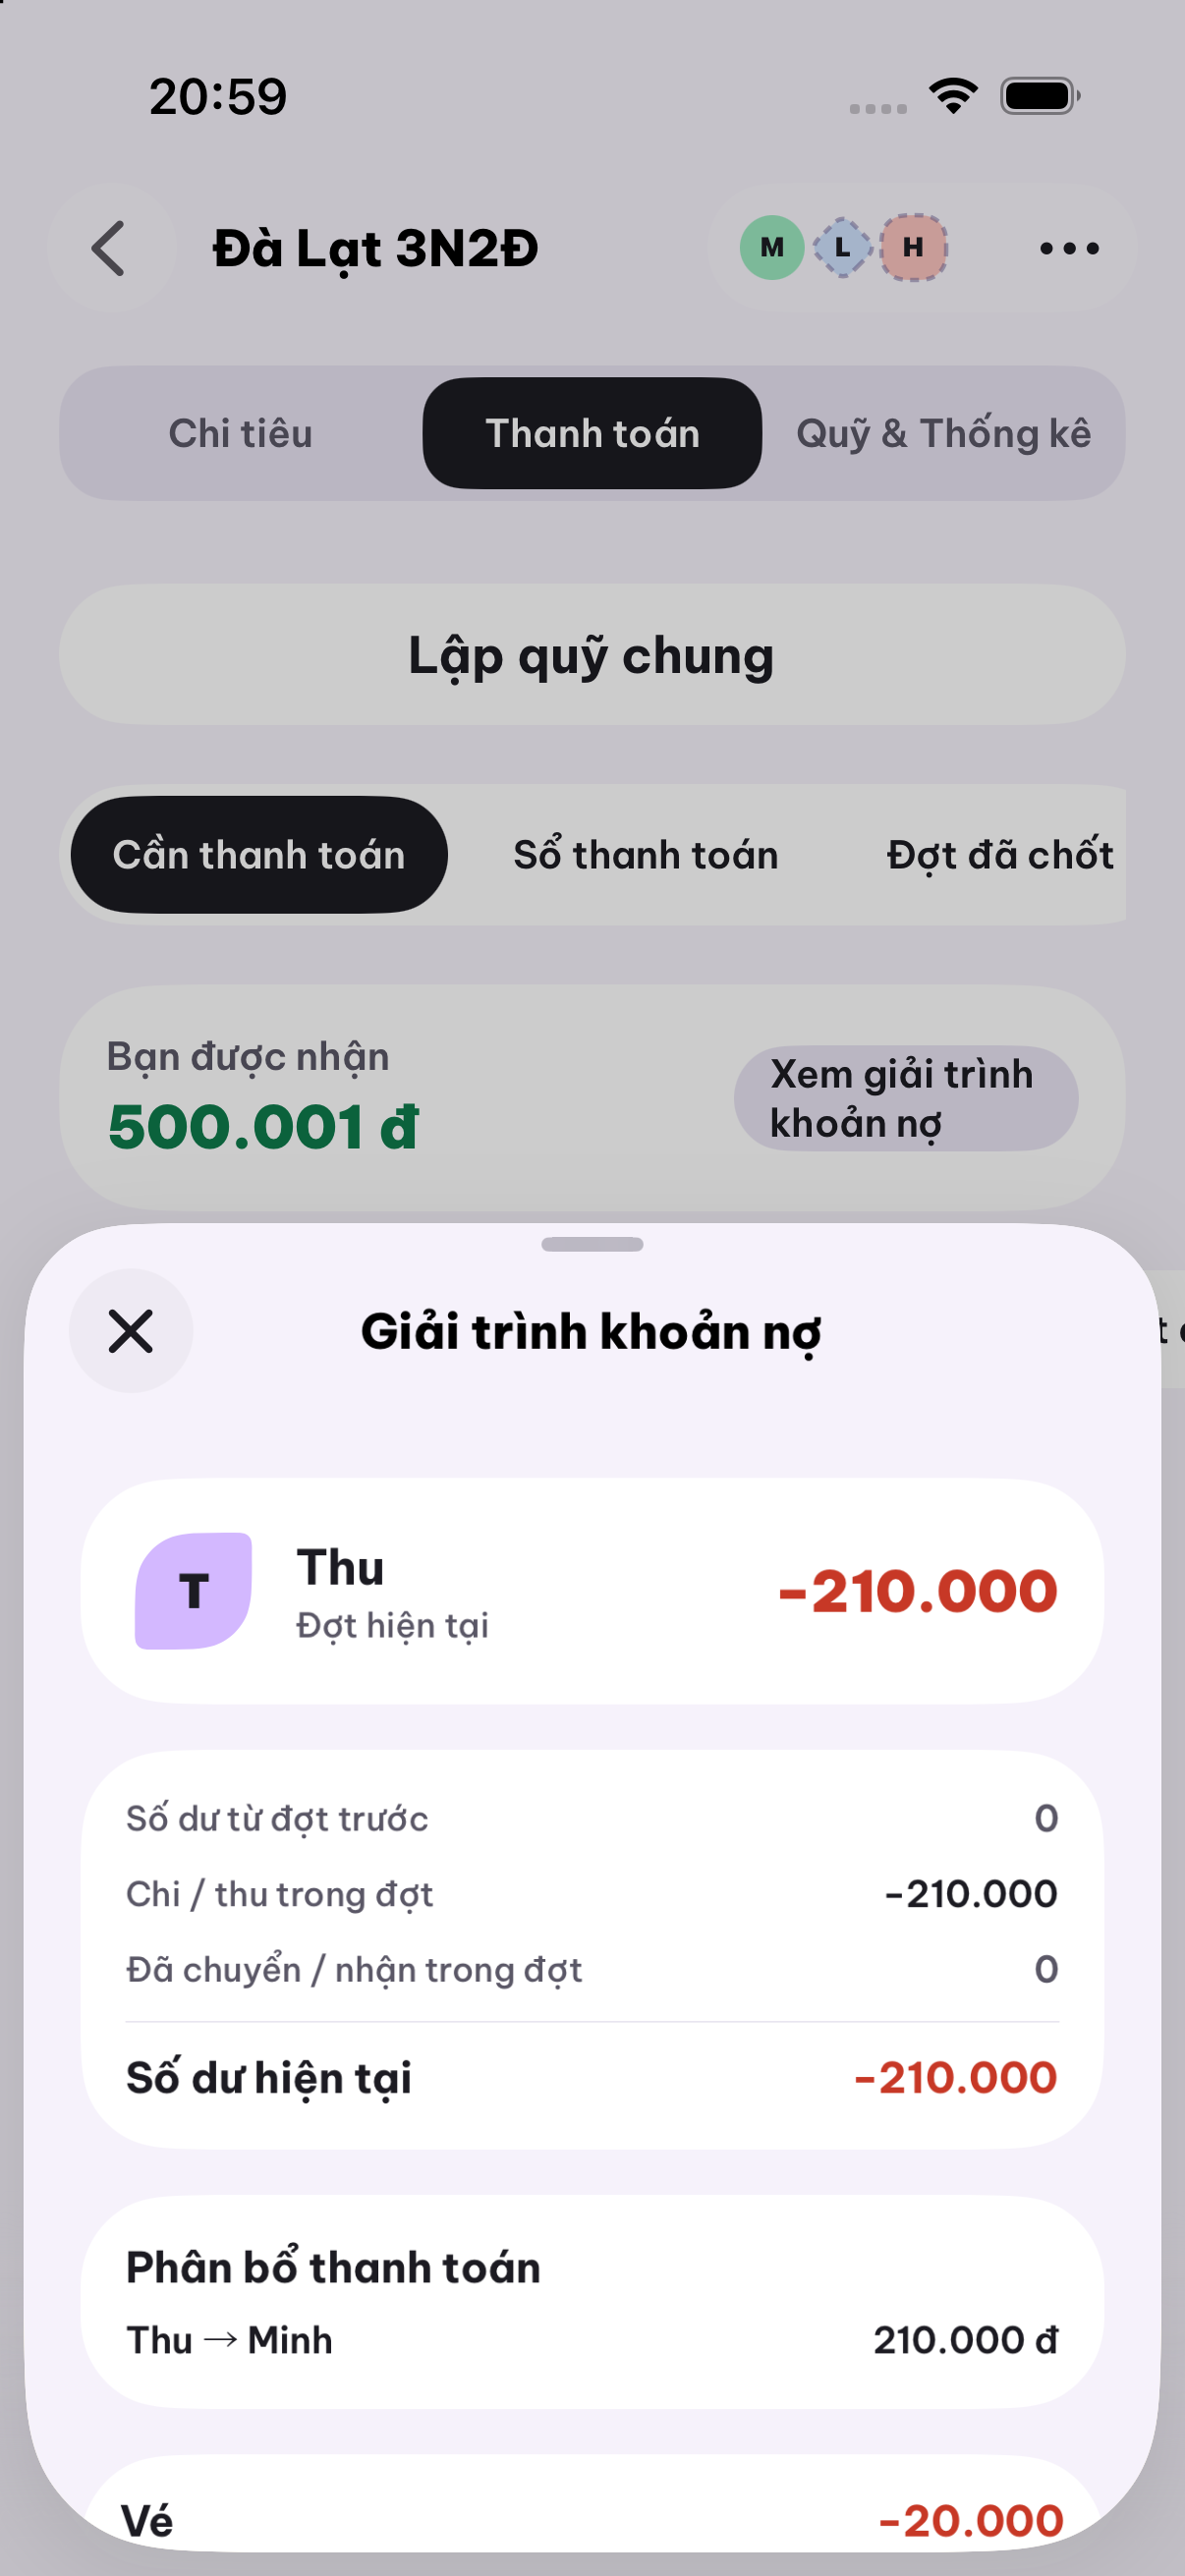 20:59
Đà Lạt 3N2Đ
M L H
Chi tiêu
Thanh toán
Quỹ & Thống kê
Lập quỹ chung
Cần thanh toán
Sổ thanh toán
Đợt đã chốt
Bạn được nhận
500.001 đ
Xem giải trình
khoản nợ
Giải trình khoản nợ
T
Thu
Đợt hiện tại
-210.000
Số dư từ đợt trước 0
Chi / thu trong đợt -210.000
Đã chuyển / nhận trong đợt 0
Số dư hiện tại -210.000
Phân bổ thanh toán
Thu → Minh 210.000 đ
Vé -20.000